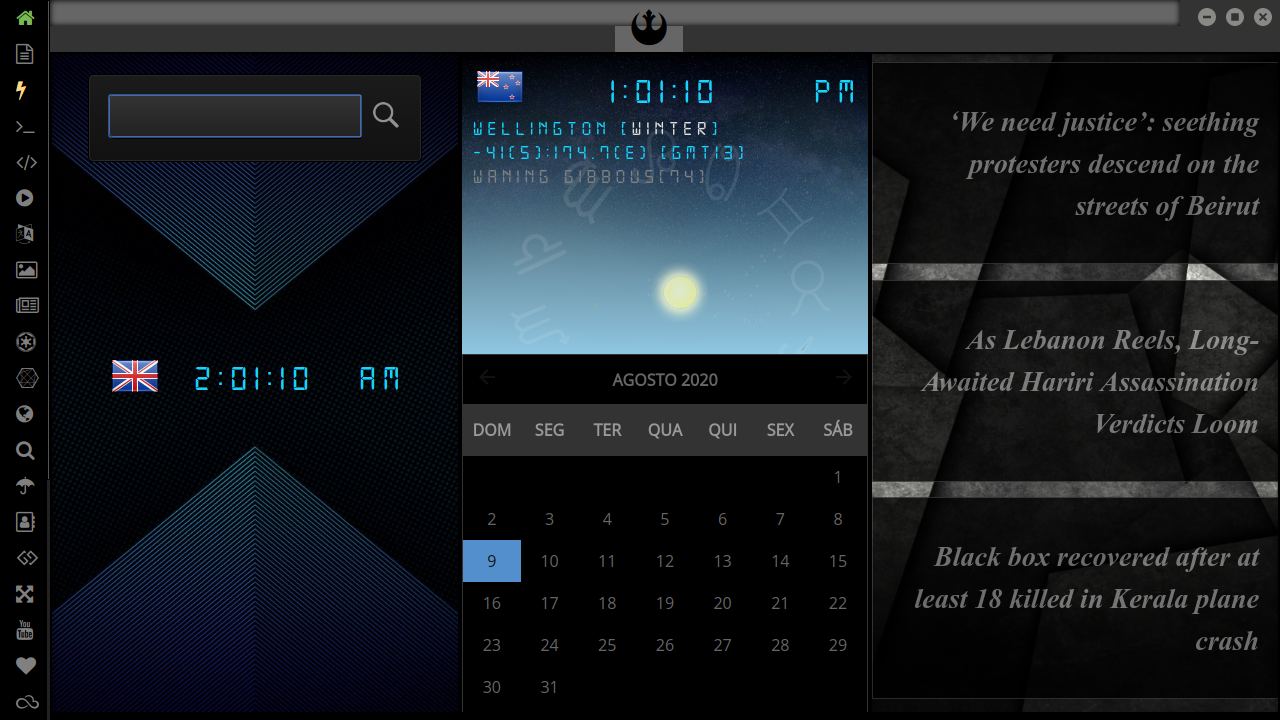 2:01:10 AM
1:01:10 PM
WELLINGTON [WINTER]
-41(S):174.7(E) [GMT13]
WANING GIBBOUS[74]
AGOSTO 2020
DOM SEG TER QUA QUI SEX SÁB
1
2 3 4 5 6 7 8
9 10 11 12 13 14 15
16 17 18 19 20 21 22
23 24 25 26 27 28 29
30 31
‘We need justice’: seething
protesters descend on the
streets of Beirut
As Lebanon Reels, Long-
Awaited Hariri Assassination
Verdicts Loom
Black box recovered after at
least 18 killed in Kerala plane
crash
You
Tube